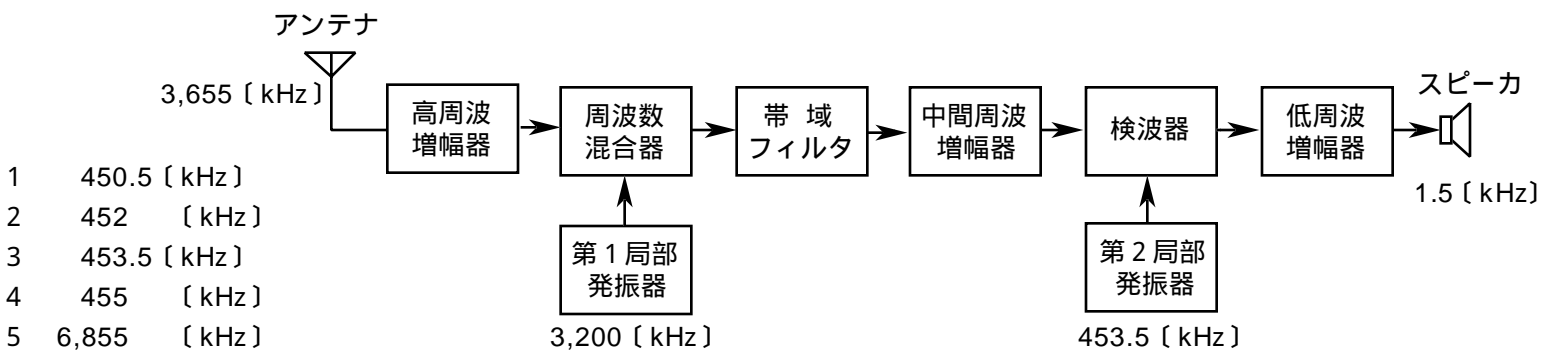 アンテナ
3,655〔kHz〕
高周波
増幅器
周波数
混合器
帯 域
フィルタ
中間周波
増幅器
検波器
低周波
増幅器
スピーカ
1.5〔kHz〕
第1局部
発振器
3,200〔kHz〕
第2局部
発振器
453.5〔kHz〕
1 450.5〔kHz〕
2 452 〔kHz〕
3 453.5〔kHz〕
4 455 〔kHz〕
5 6,855 〔kHz〕